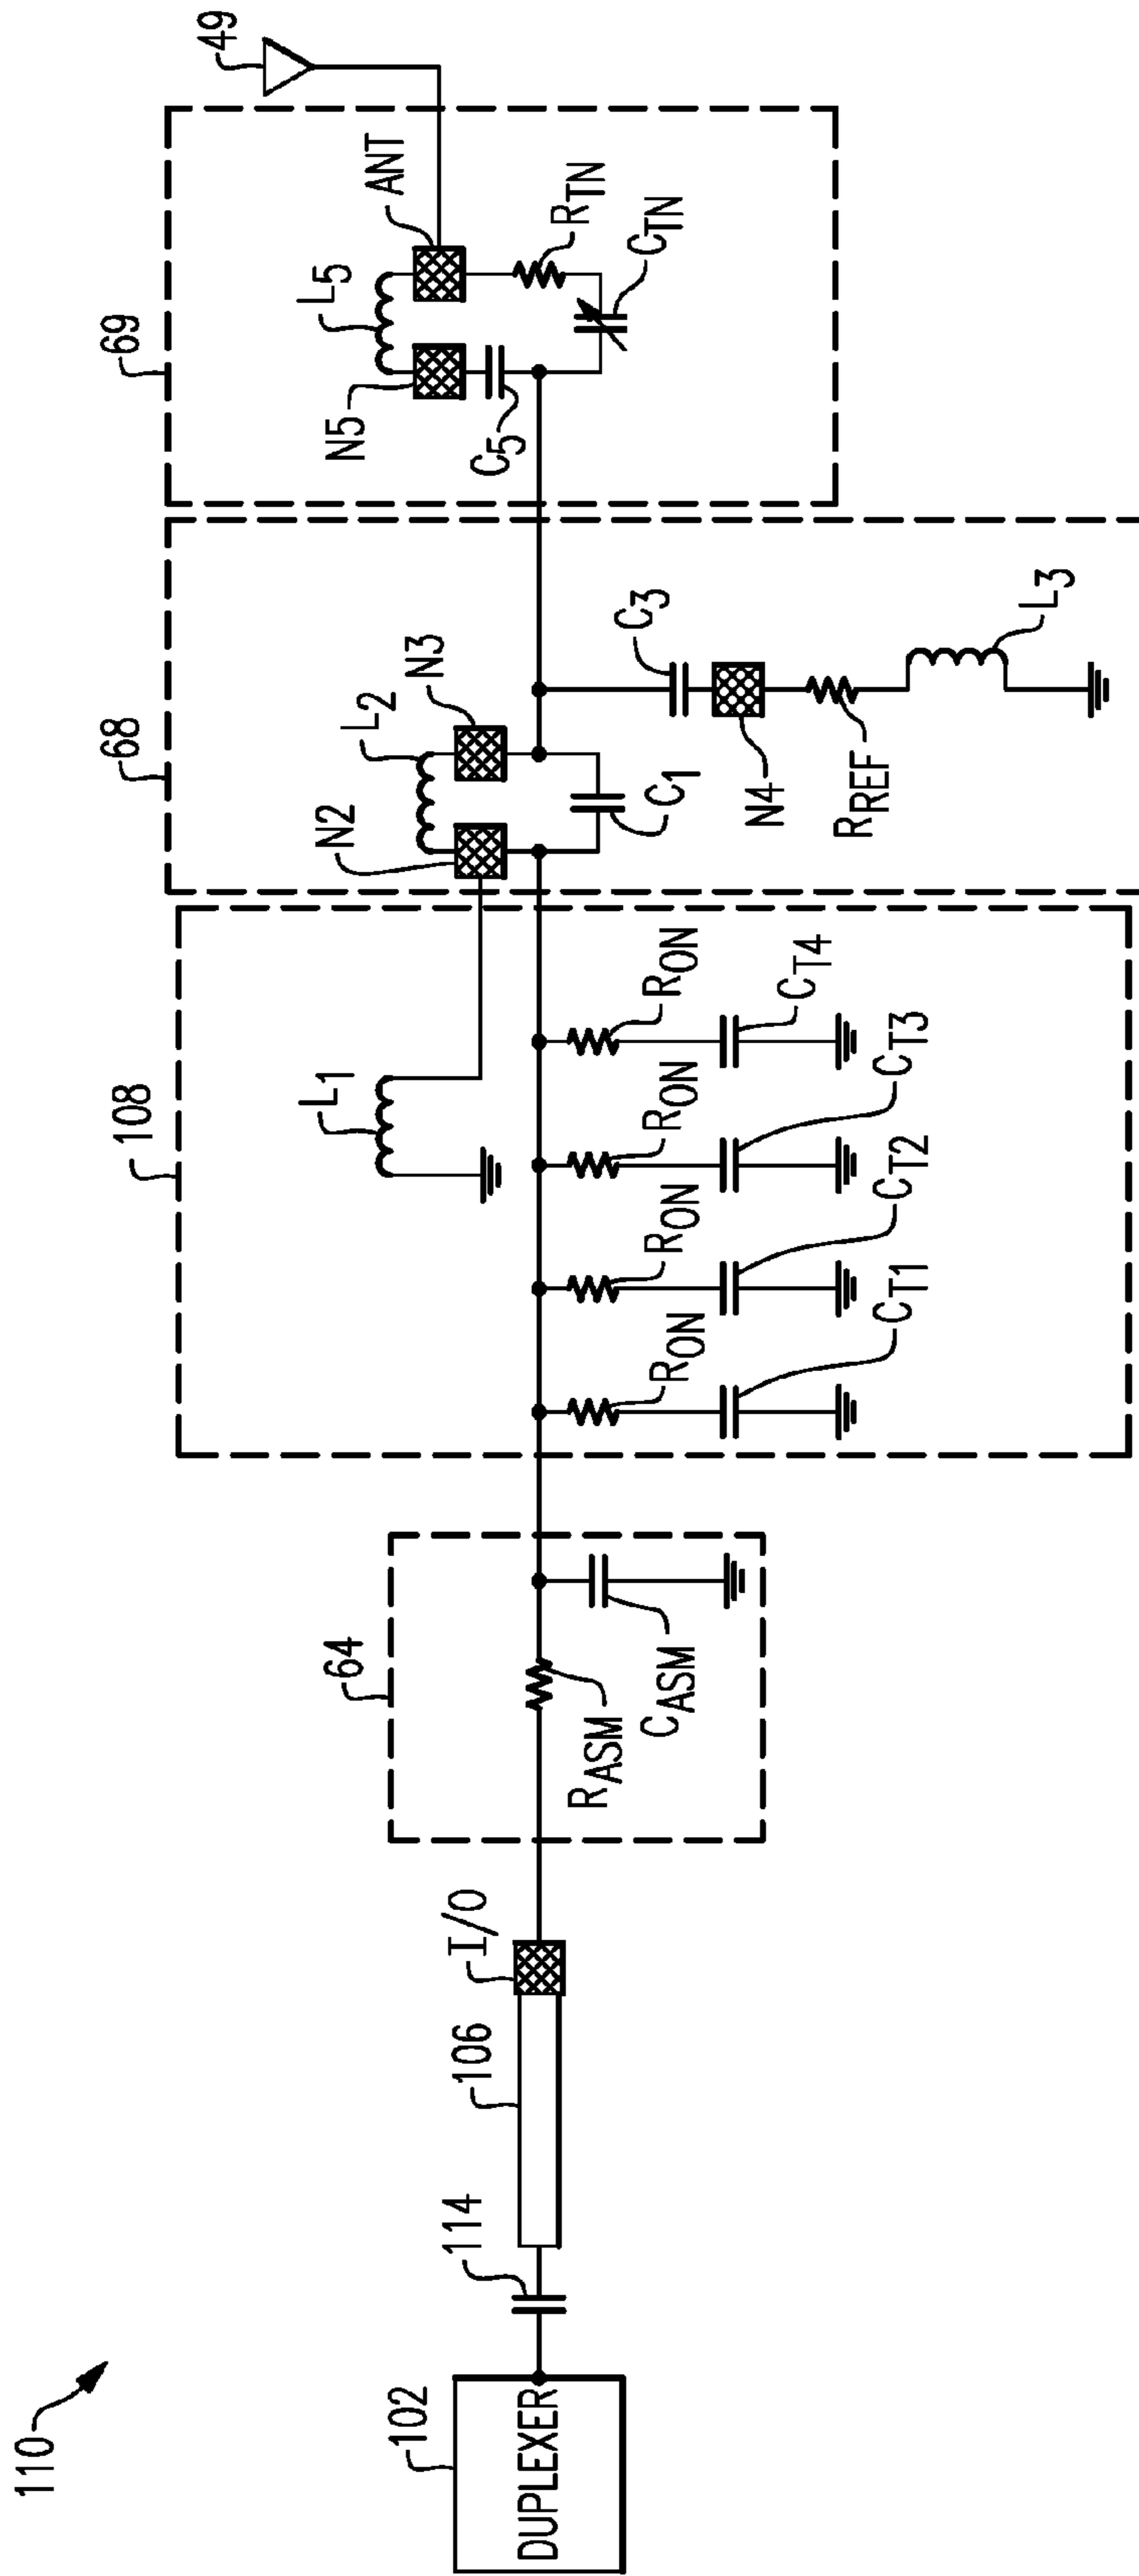 110
102
DUPLEXER
114
106
I/O
64
RASM
CASM
108
L1
RON
RON
RON
RON
CT1
CT2
CT3
CT4
68
N2
L2
N3
C1
C3
N4
RREF
L3
69
N5
L5
C5
ANT
RTN
CTN
49